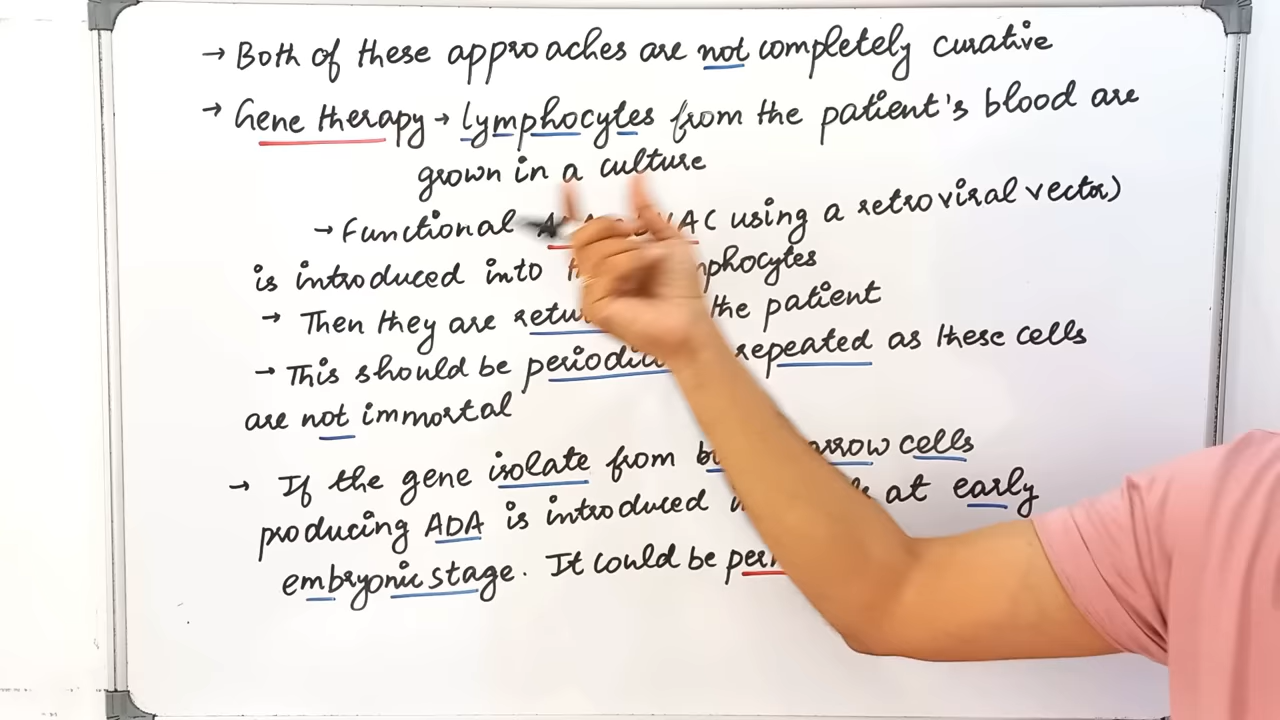 → Both of these approaches are not completely curative
→ Gene therapy → lymphocytes from the patient's blood are
grown in a culture
→ Functional using a retroviral vector)
is introduced into
→ Then they are the patient
→ This should be repeated as these cells
are not immortal
→ If the gene isolate from cells
producing ADA is introduced at early
embryonic stage. It could be